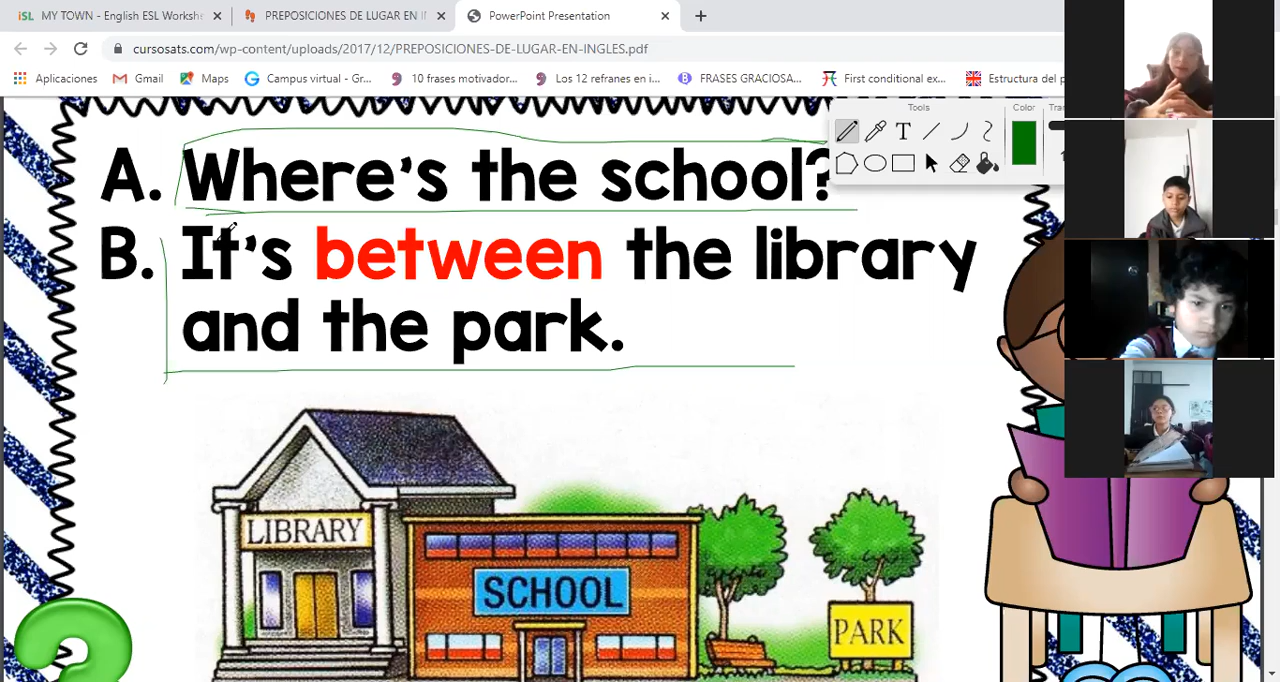 MY TOWN - English ESL Workshe
PREPOSICIONES DE LUGAR EN IN
PowerPoint Presentation
cursosats.com/wp-content/uploads/2017/12/PREPOSICIONES-DE-LUGAR-EN-INGLES.pdf
Aplicaciones
Gmail
Maps
Campus virtual - Gr...
10 frases motivador...
Los 12 refranes en i...
FRASES GRACIOSA...
First conditional ex...
Estructura del p
Tools
Color
Tra
A. Where's the school?
B. It's between the library
and the park.
LIBRARY
SCHOOL
PARK